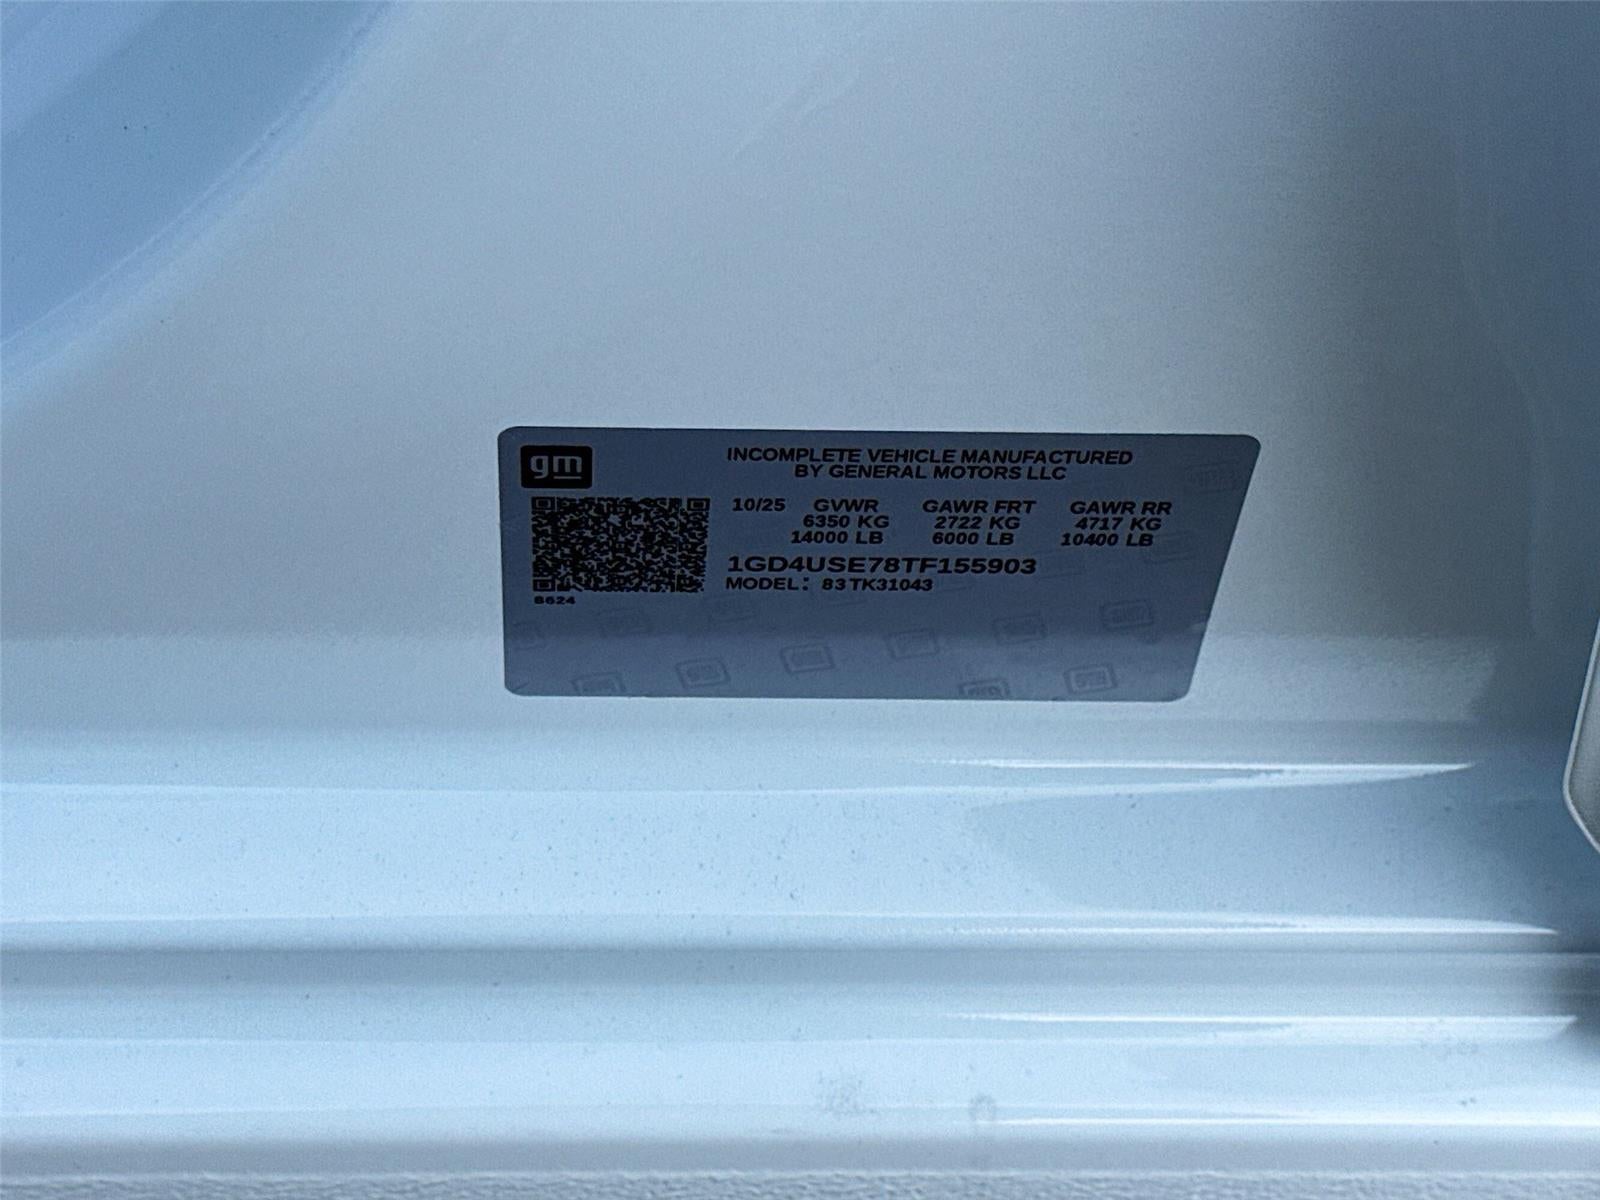 gm
INCOMPLETE VEHICLE MANUFACTURED
BY GENERAL MOTORS LLC
10/25 GVWR GAWR FRT GAWR RR
6350 KG 2722 KG 4717 KG
14000 LB 6000 LB 10400 LB
1GD4USE78TF155903
MODEL: 83 TK31043
8624